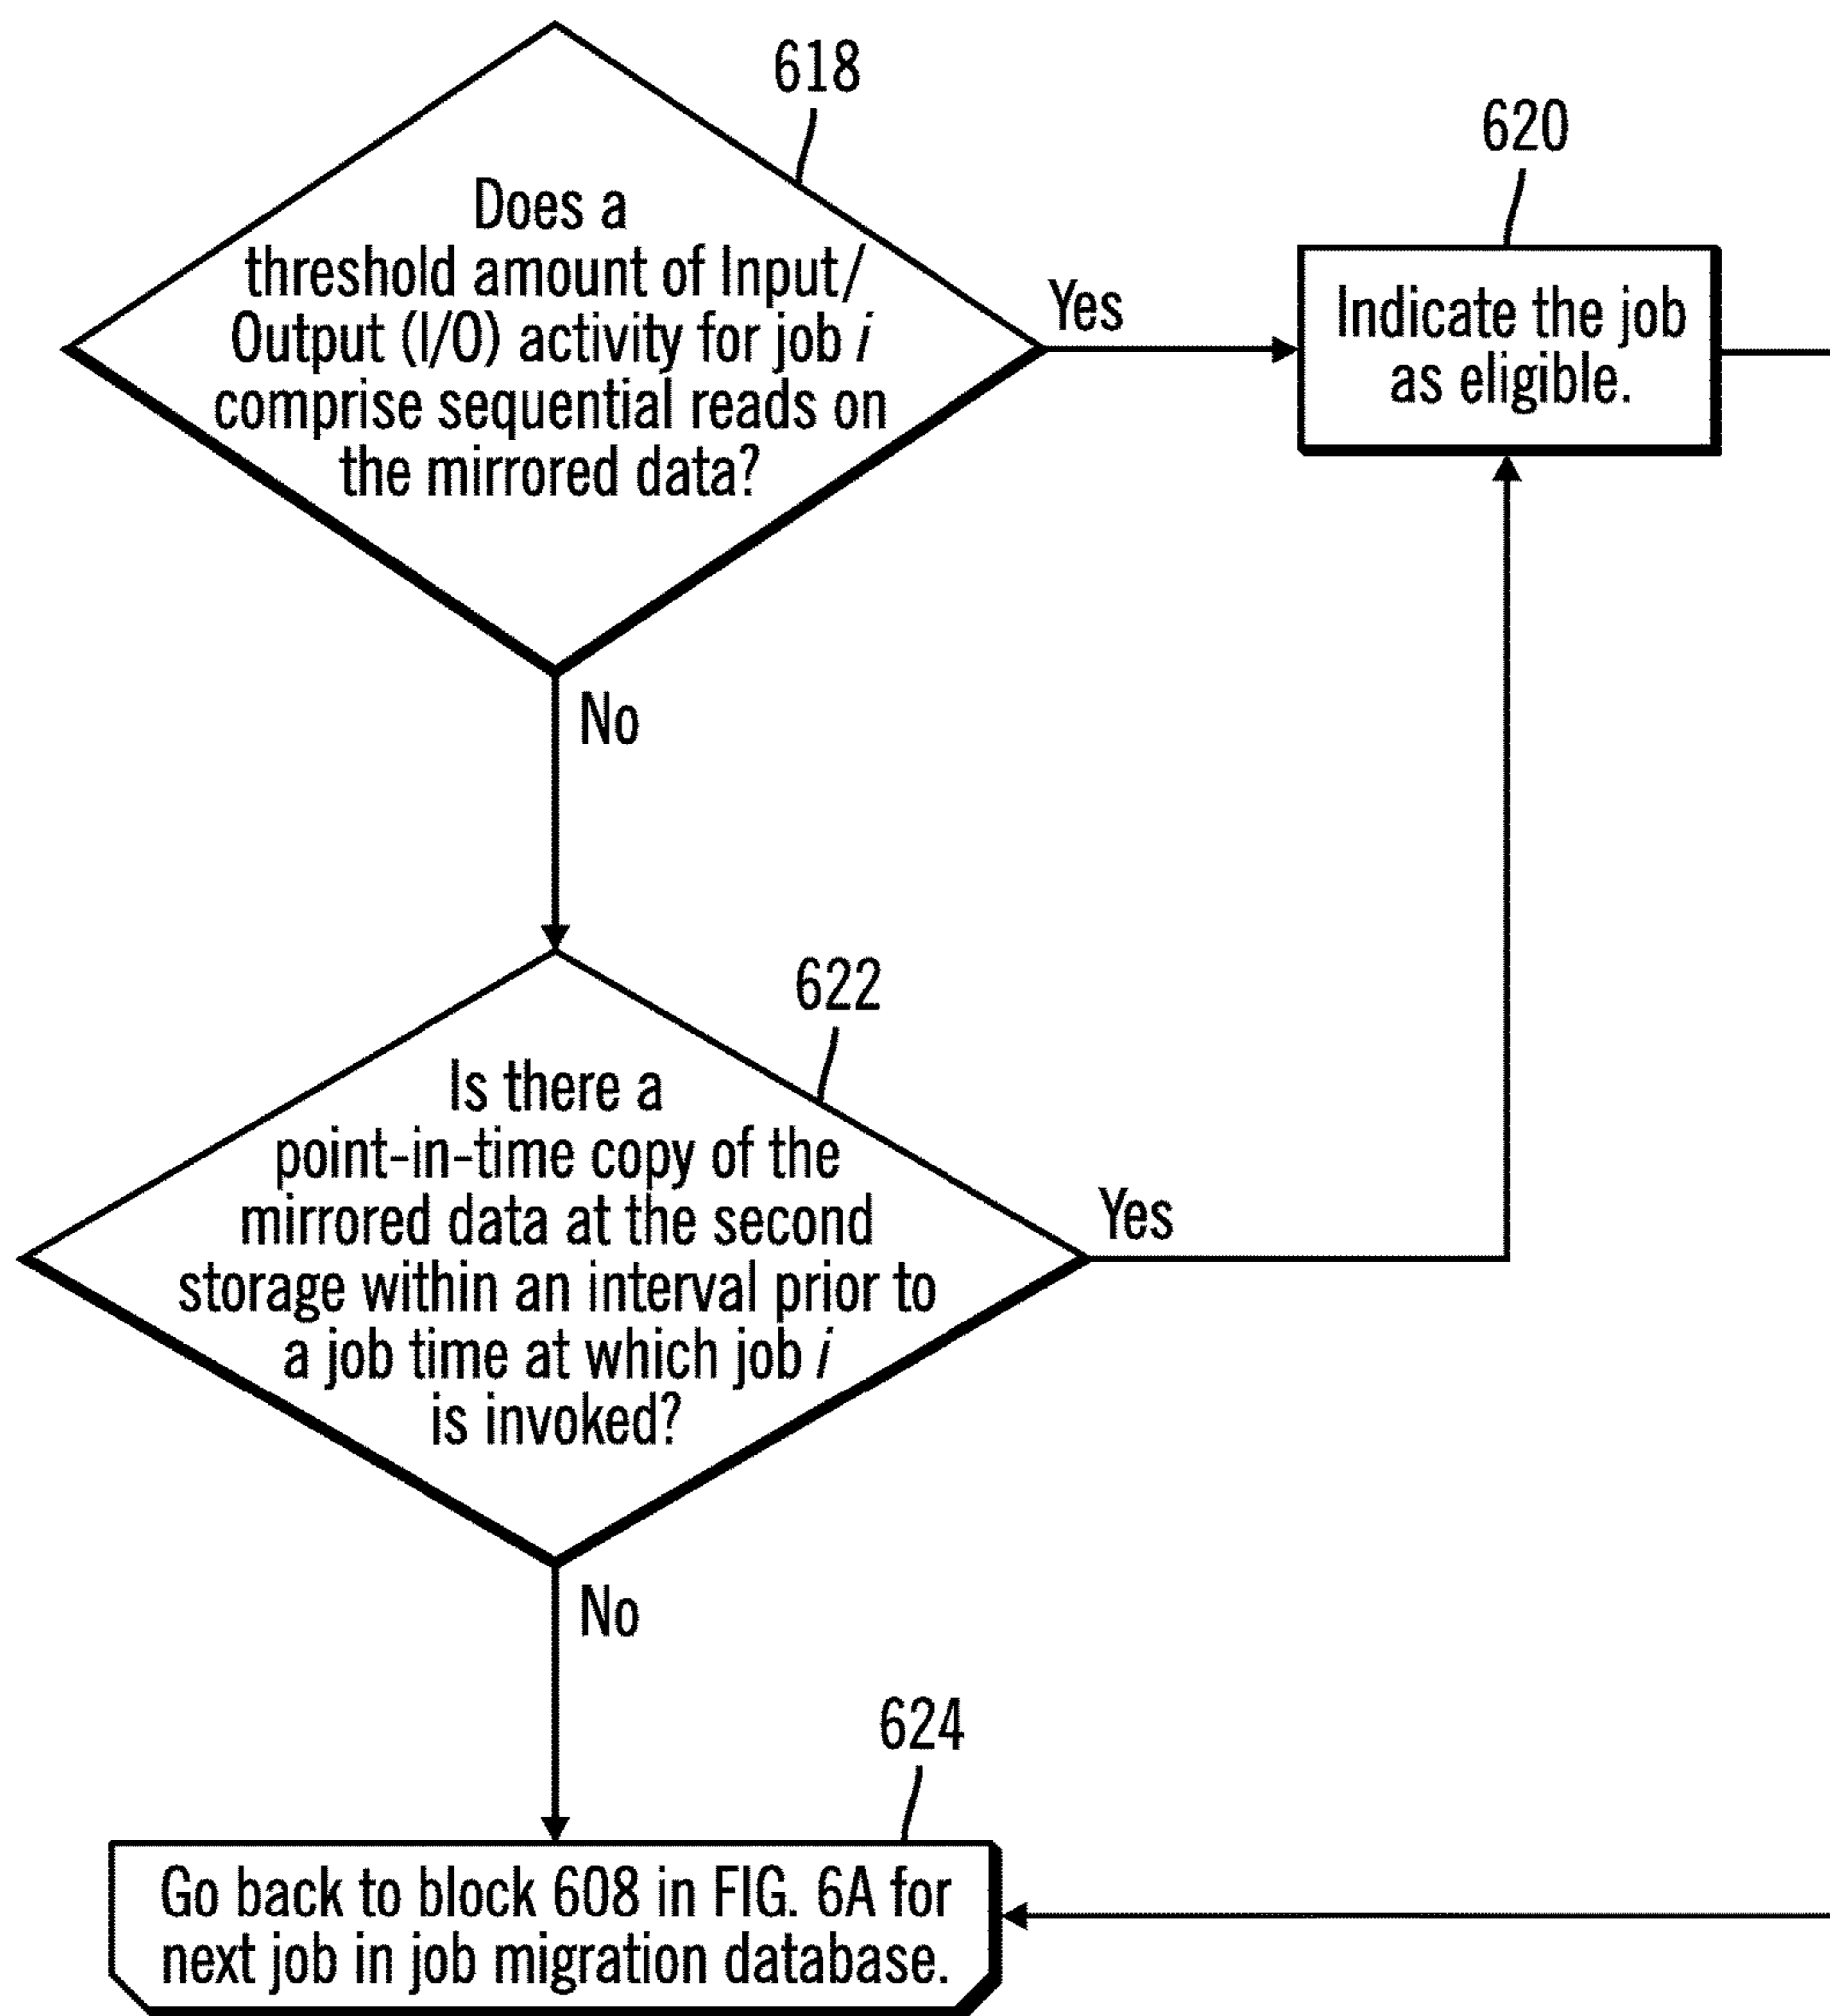 618
Does a
threshold amount of Input/
Output (I/O) activity for job i
comprise sequential reads on
the mirrored data?
Yes
620
Indicate the job
as eligible.
No
622
Is there a
point-in-time copy of the
mirrored data at the second
storage within an interval prior to
a job time at which job i
is invoked?
Yes
No
624
Go back to block 608 in FIG. 6A for
next job in job migration database.